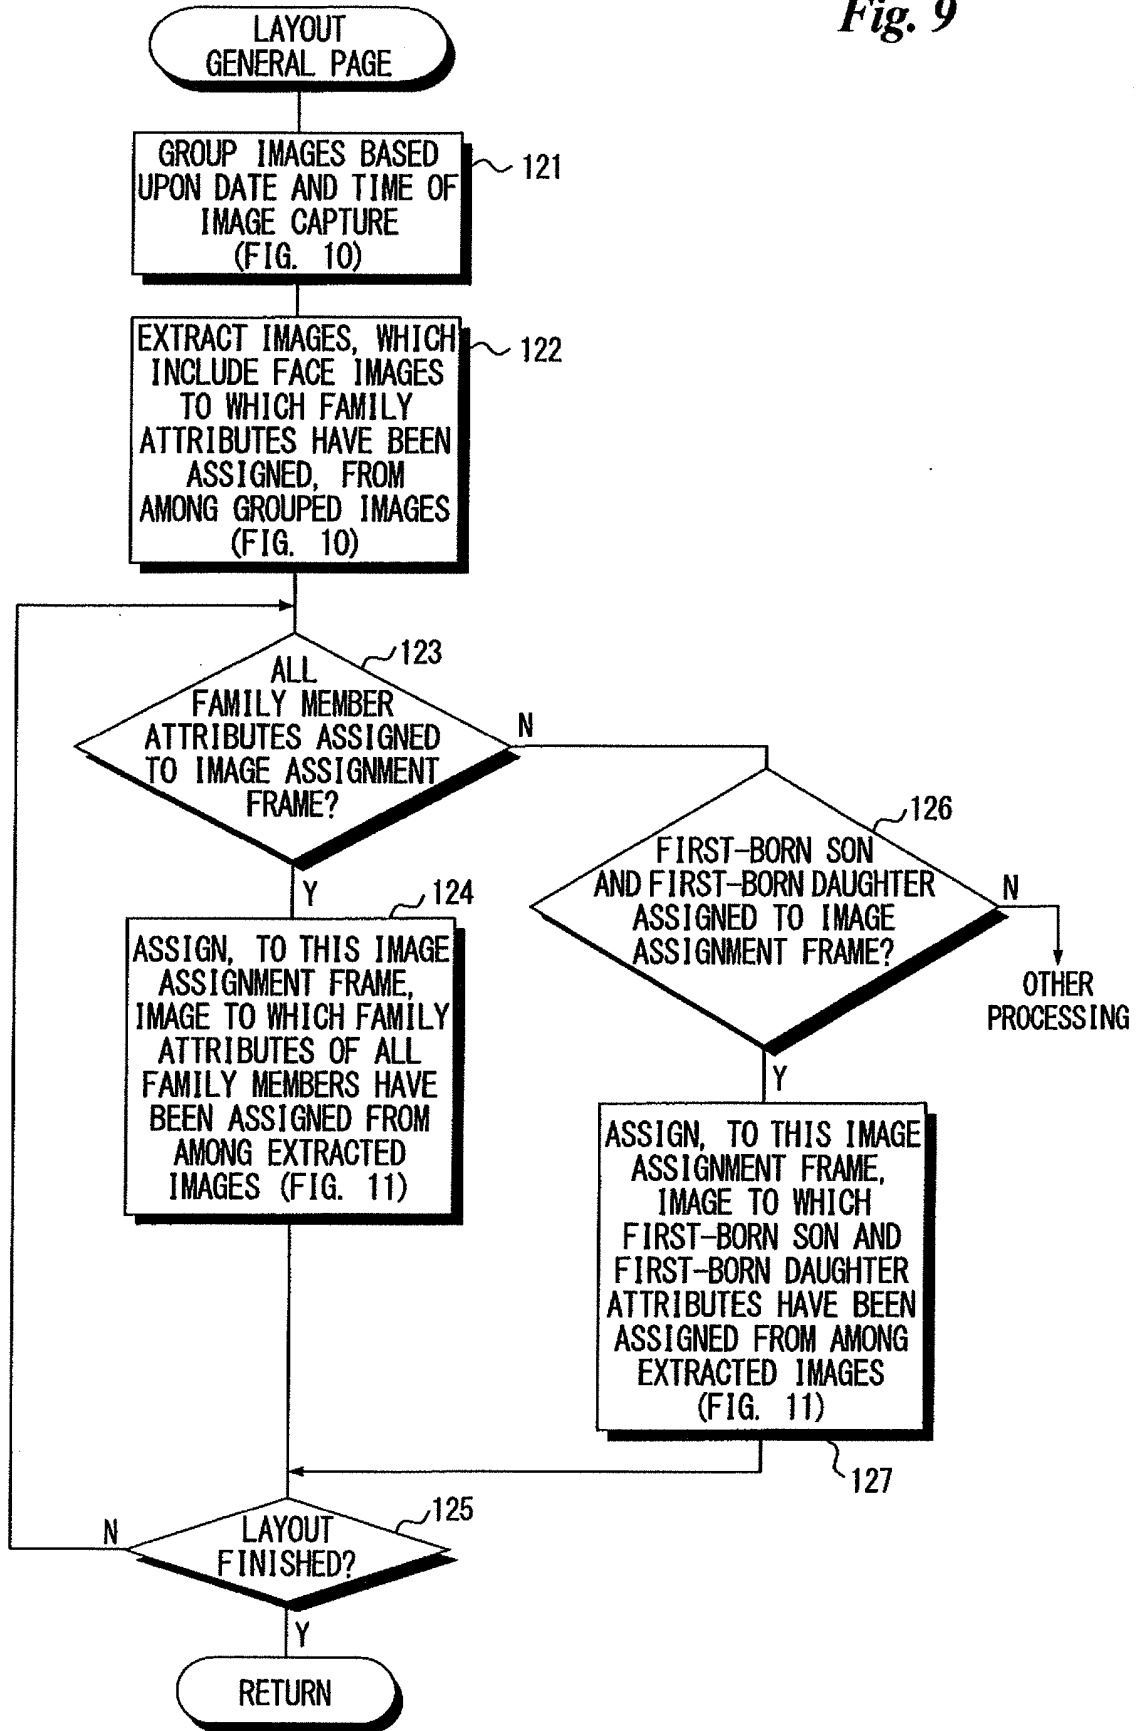 Fig. 9
LAYOUT
GENERAL PAGE
GROUP IMAGES BASED
UPON DATE AND TIME OF
IMAGE CAPTURE
(FIG. 10)
121
EXTRACT IMAGES, WHICH
INCLUDE FACE IMAGES
TO WHICH FAMILY
ATTRIBUTES HAVE BEEN
ASSIGNED, FROM
AMONG GROUPED IMAGES
(FIG. 10)
122
123
ALL
FAMILY MEMBER
ATTRIBUTES ASSIGNED
TO IMAGE ASSIGNMENT
FRAME?
N
Y
124
ASSIGN, TO THIS IMAGE
ASSIGNMENT FRAME,
IMAGE TO WHICH FAMILY
ATTRIBUTES OF ALL
FAMILY MEMBERS HAVE
BEEN ASSIGNED FROM
AMONG EXTRACTED
IMAGES (FIG. 11)
126
FIRST-BORN SON
AND FIRST-BORN DAUGHTER
ASSIGNED TO IMAGE
ASSIGNMENT FRAME?
N
OTHER
PROCESSING
Y
ASSIGN, TO THIS IMAGE
ASSIGNMENT FRAME,
IMAGE TO WHICH
FIRST-BORN SON AND
FIRST-BORN DAUGHTER
ATTRIBUTES HAVE BEEN
ASSIGNED FROM AMONG
EXTRACTED IMAGES
(FIG. 11)
127
125
LAYOUT
FINISHED?
N
Y
RETURN